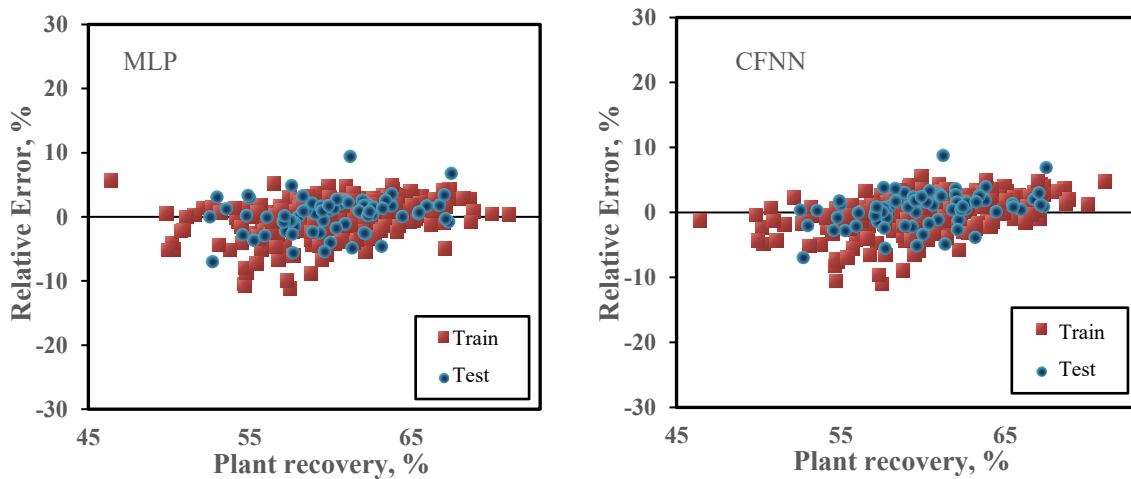 30
20
10
0
-10
-20
-30
Relative Error, %
MLP
Train
Test
45
55
65
Plant recovery, %
30
20
10
0
-10
-20
-30
Relative Error, %
CFNN
Train
Test
45
55
65
Plant recovery, %